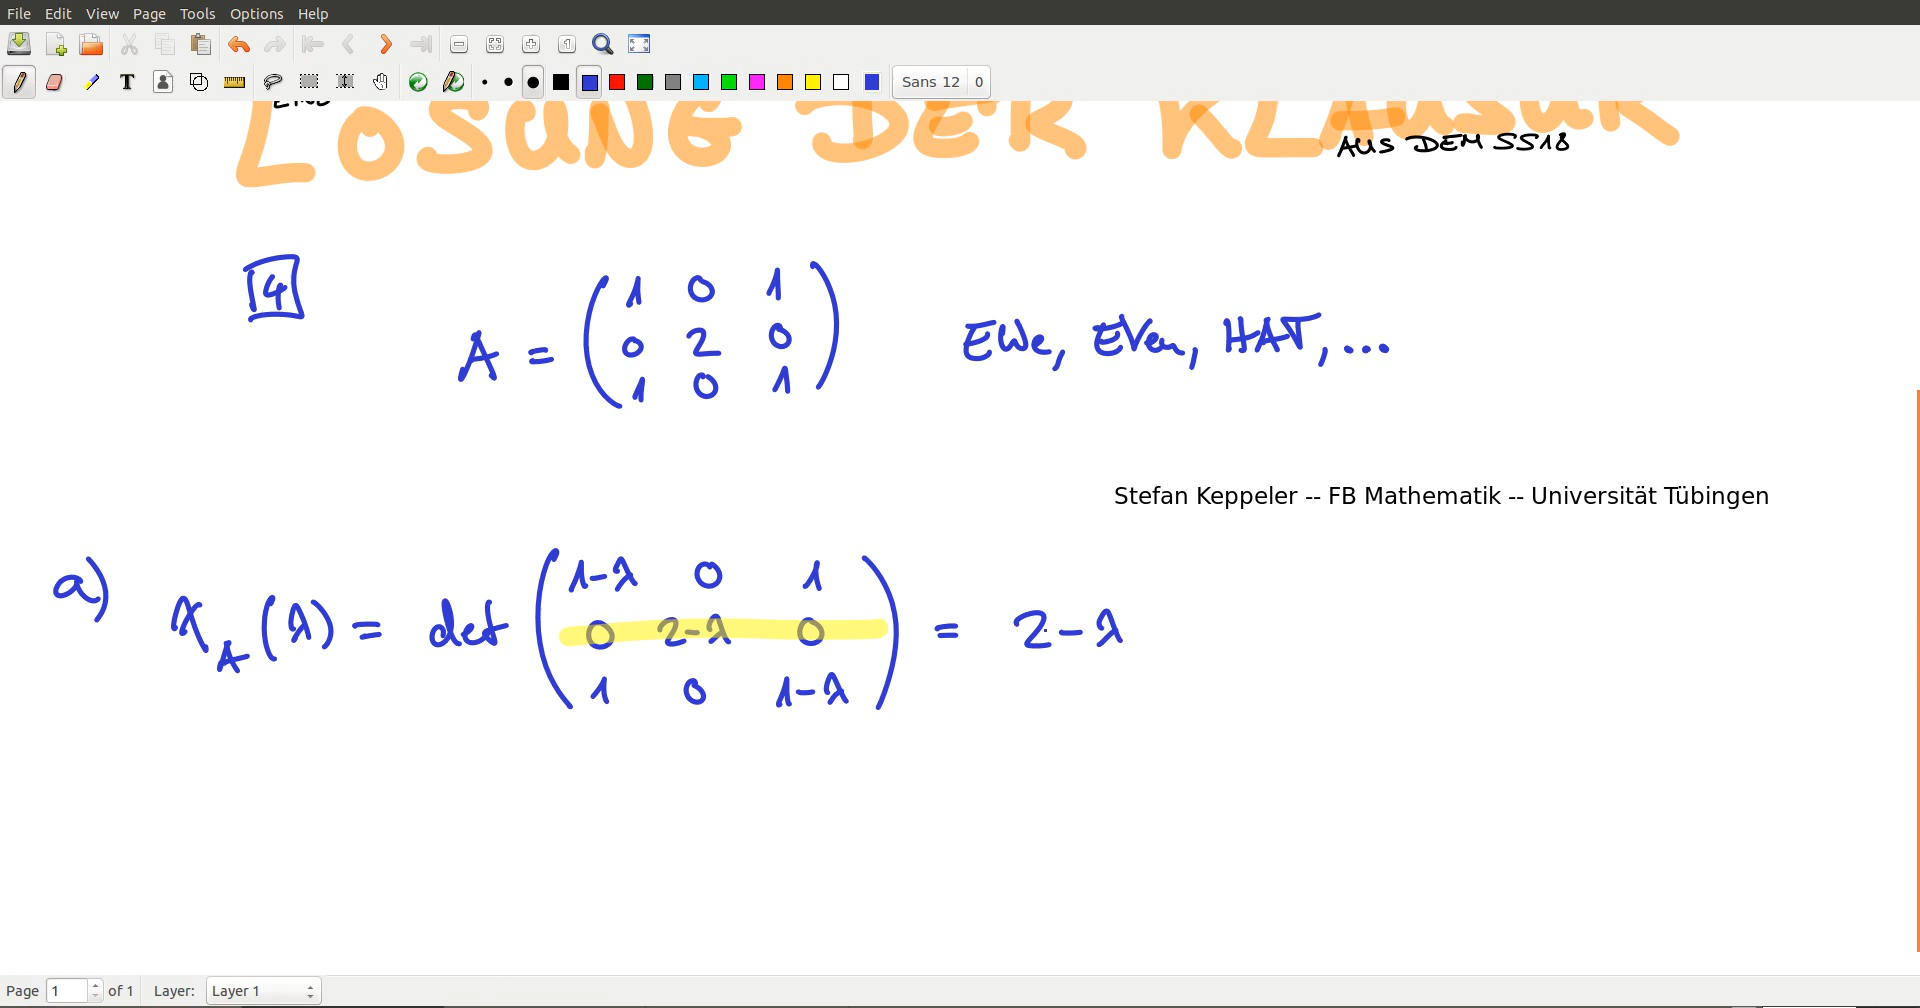 File Edit View Page Tools Options Help
Sans 12 0
LÖSUNG DER KLAUSUR
AUS DEM SS18
4
A = ( 1 0 1
0 2 0
1 0 1 )
EWe, EVen, HAT, ...
Stefan Keppeler -- FB Mathematik -- Universität Tübingen
a) χ_A(λ) = det ( 1-λ 0 1
0 2-λ 0
1 0 1-λ ) = 2-λ
Page 1 of 1 Layer: Layer 1